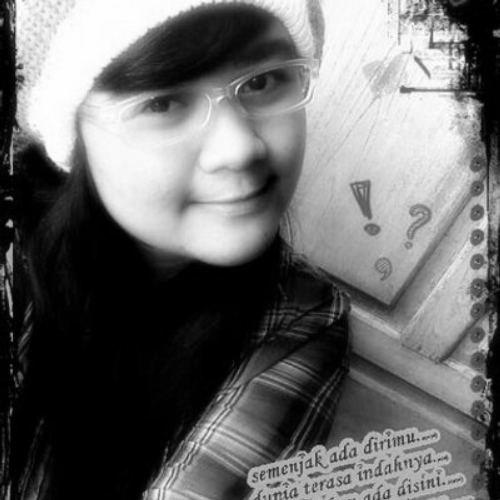 ! ?
,
semenjak ada dirimu....
dunia terasa indahnya...
ada disini....